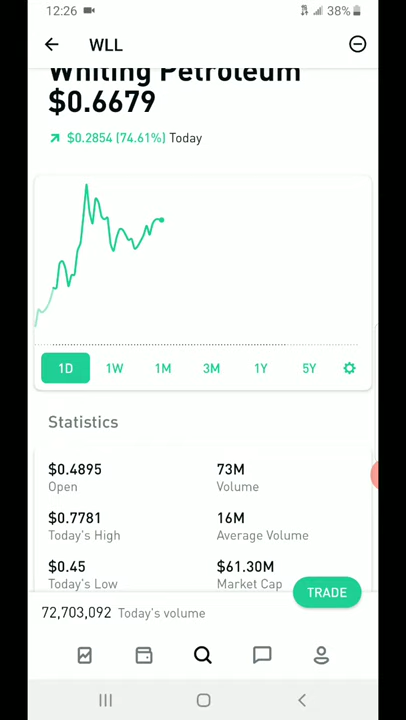 12:26 38%
WLL
Whiting Petroleum
$0.6679
$0.2854 (74.61%) Today
1D 1W 1M 3M 1Y 5Y
Statistics
$0.4895 73M
Open Volume
$0.7781 16M
Today's High Average Volume
$0.45 $61.30M
Today's Low Market Cap
TRADE
72,703,092 Today's volume